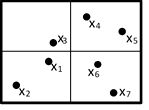 x₄
x₃ x₅
x₁ x₆
x₂ x₇